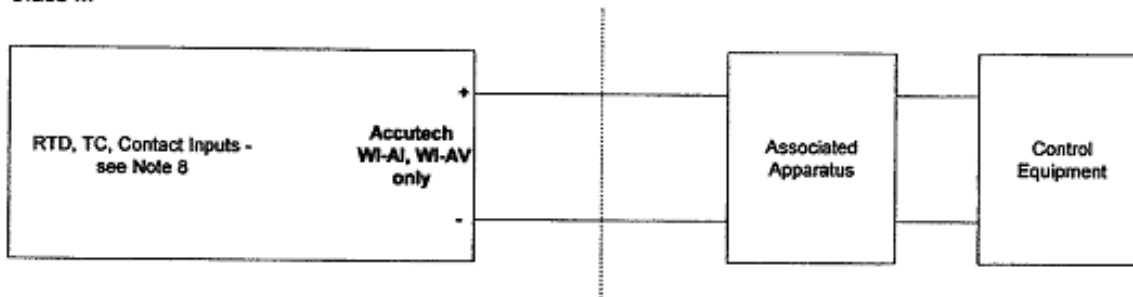 RTD, TC, Contact Inputs -
see Note 8
+
Accutech
WI-AI, WI-AV
only
-
Associated
Apparatus
Control
Equipment